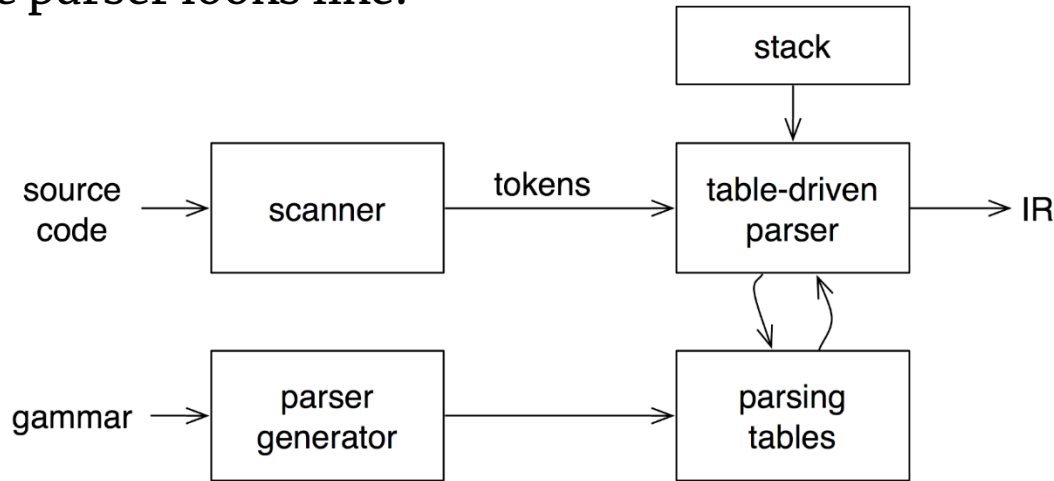 parser looks like:
stack
source
code
scanner
tokens
table-driven
parser
IR
gammar
parser
generator
parsing
tables